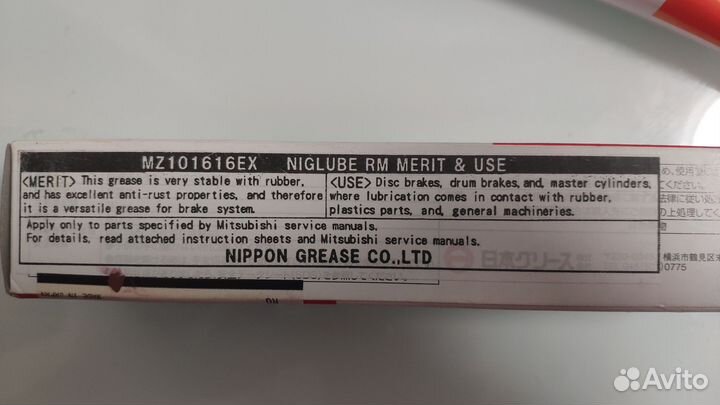 MZ101616EX NIGLUBE RM MERIT & USE
<MERIT> This grease is very stable with rubber,
and has excellent anti-rust properties, and therefore
it is a versatile grease for brake system.
<USE> Disc brakes, drum brakes, and, master cylinders,
where lubrication comes in contact with rubber,
plastics parts, and, general machineries.
Apply only to parts specified by Mitsubishi service manuals.
For details, read attached instruction sheets and Mitsubishi service manuals.
NIPPON GREASE CO.,LTD
日本グリース
横浜市鶴見区
0775
てください。
Avito